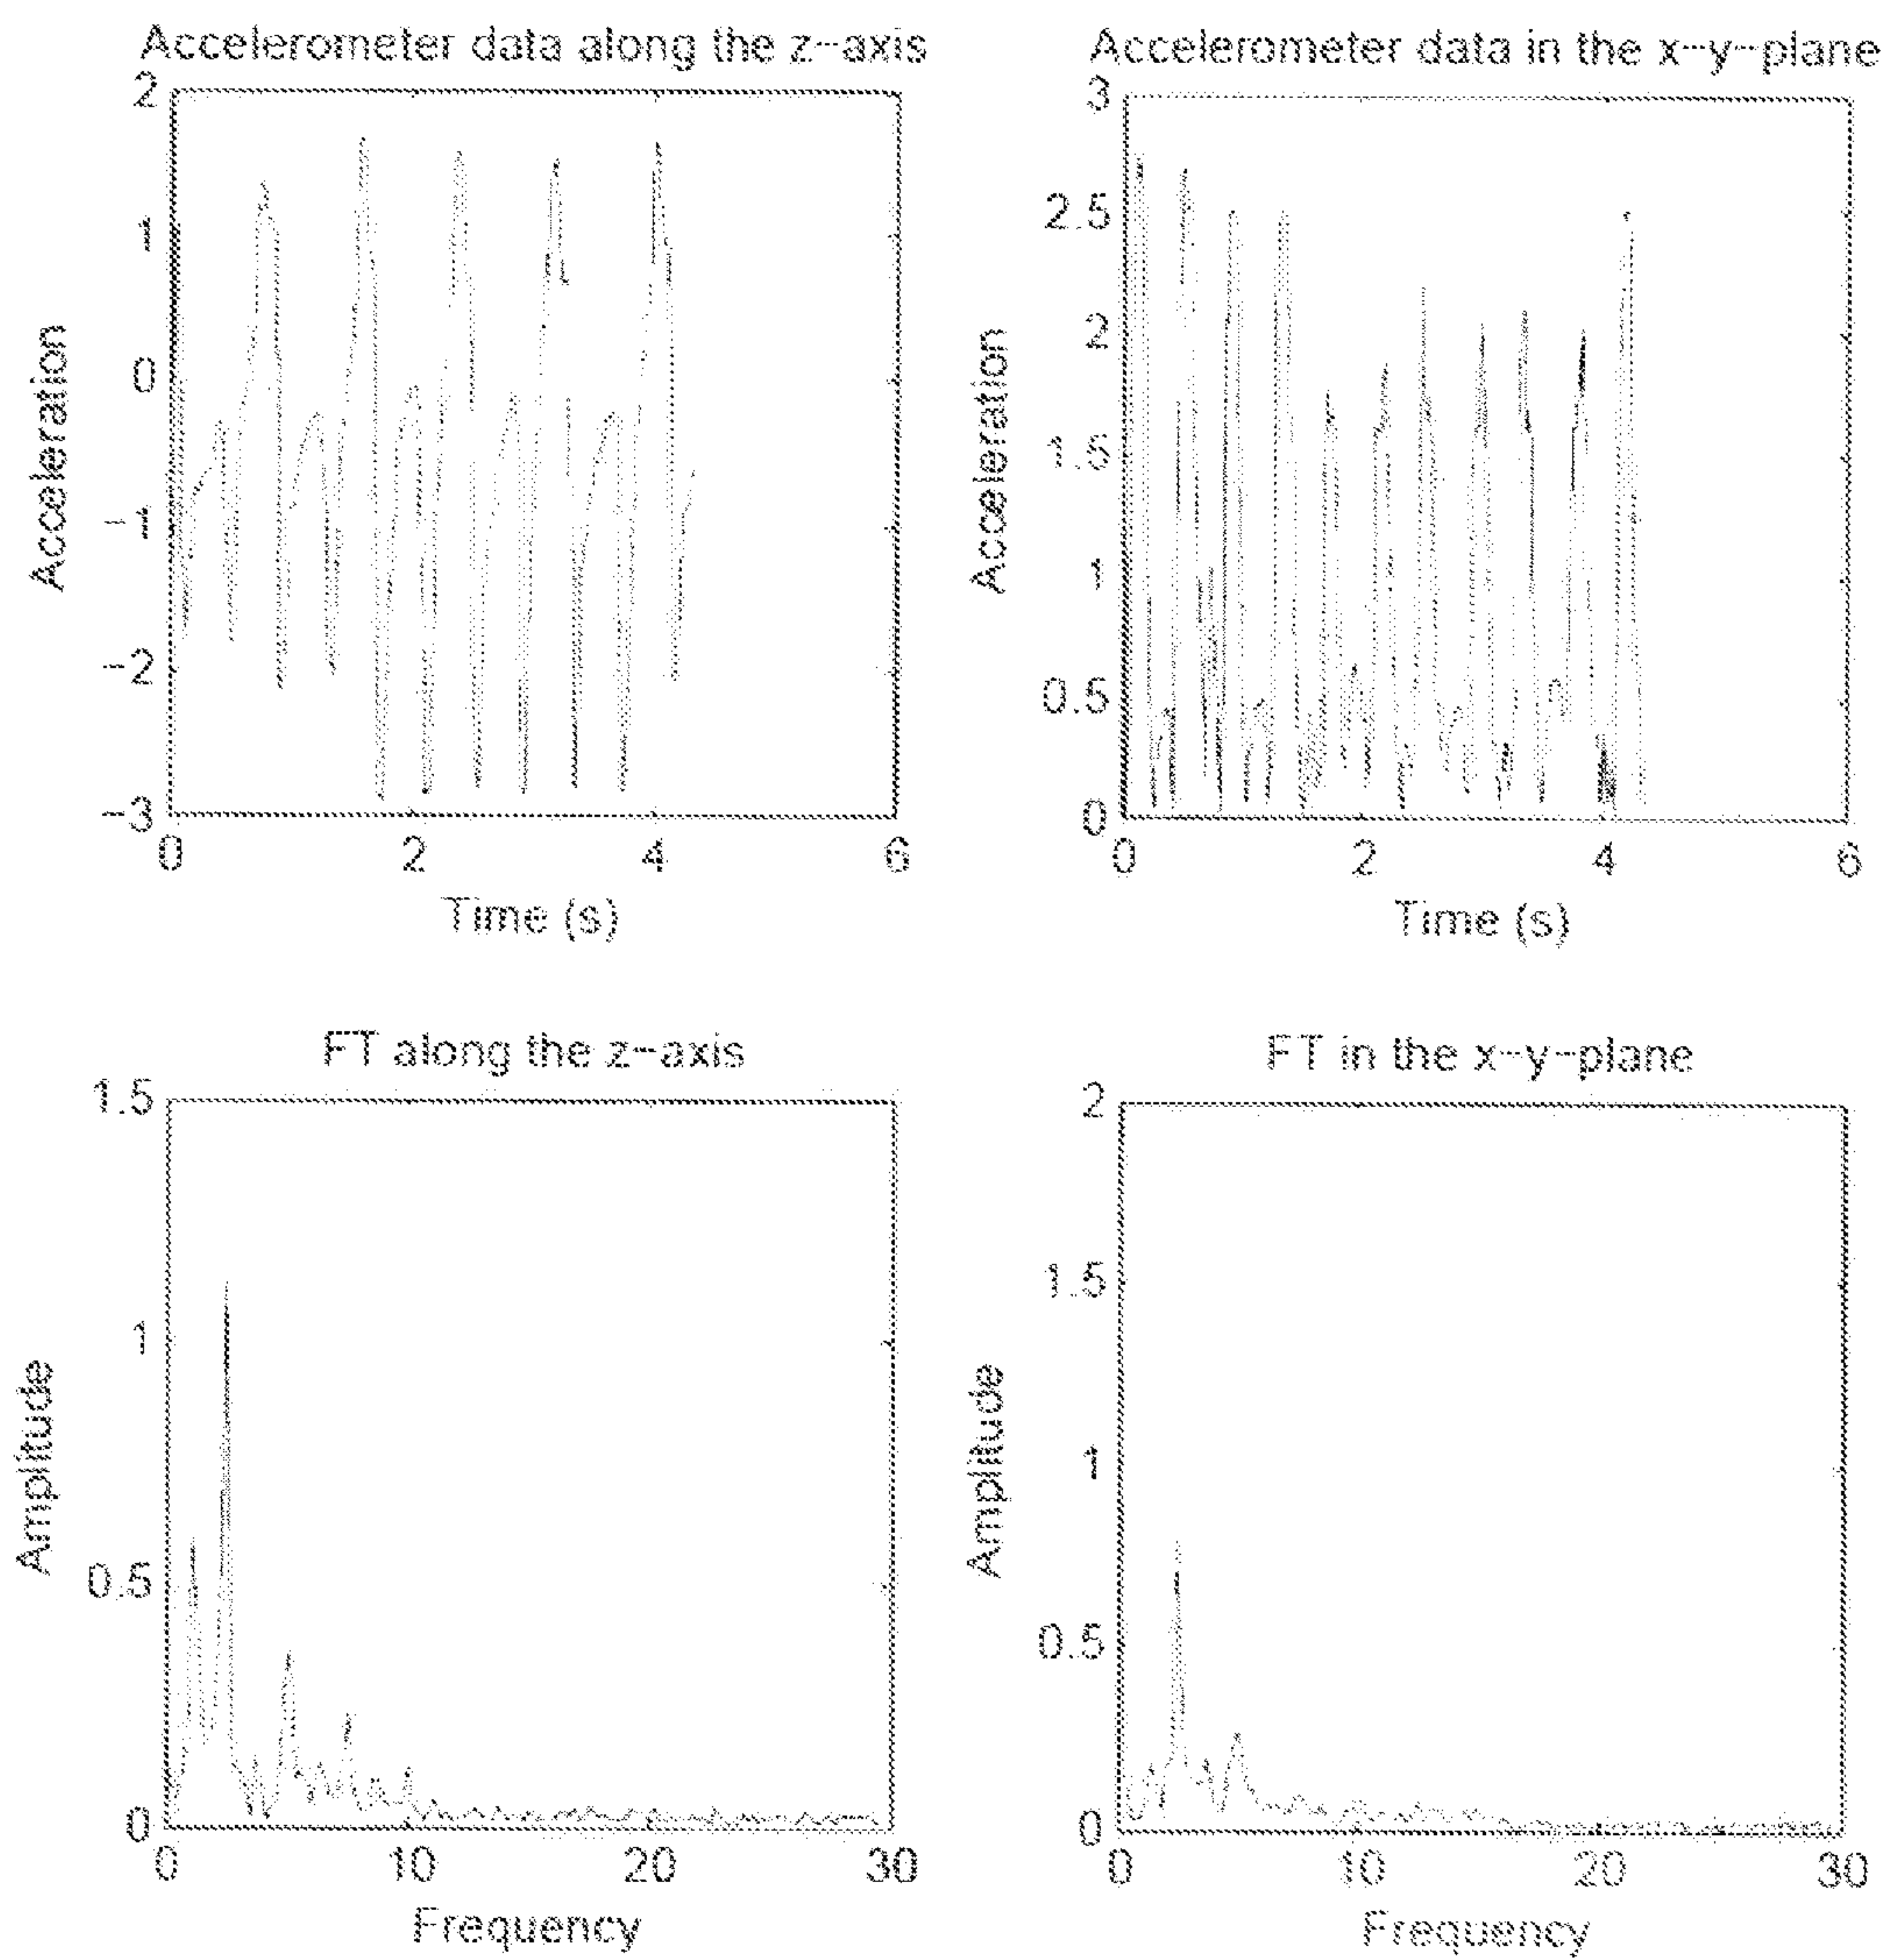 Accelerometer data along the z-axis
2
1
0
-1
-2
-3
Acceleration
0 2 4 6
Time (s)
Accelerometer data in the x-y-plane
3
2.5
2
1.5
1
0.5
0
Acceleration
0 2 4 6
Time (s)
FT along the z-axis
1.5
1
0.5
0
Amplitude
0 10 20 30
Frequency
FT in the x-y-plane
2
1.5
1
0.5
0
Amplitude
0 10 20 30
Frequency